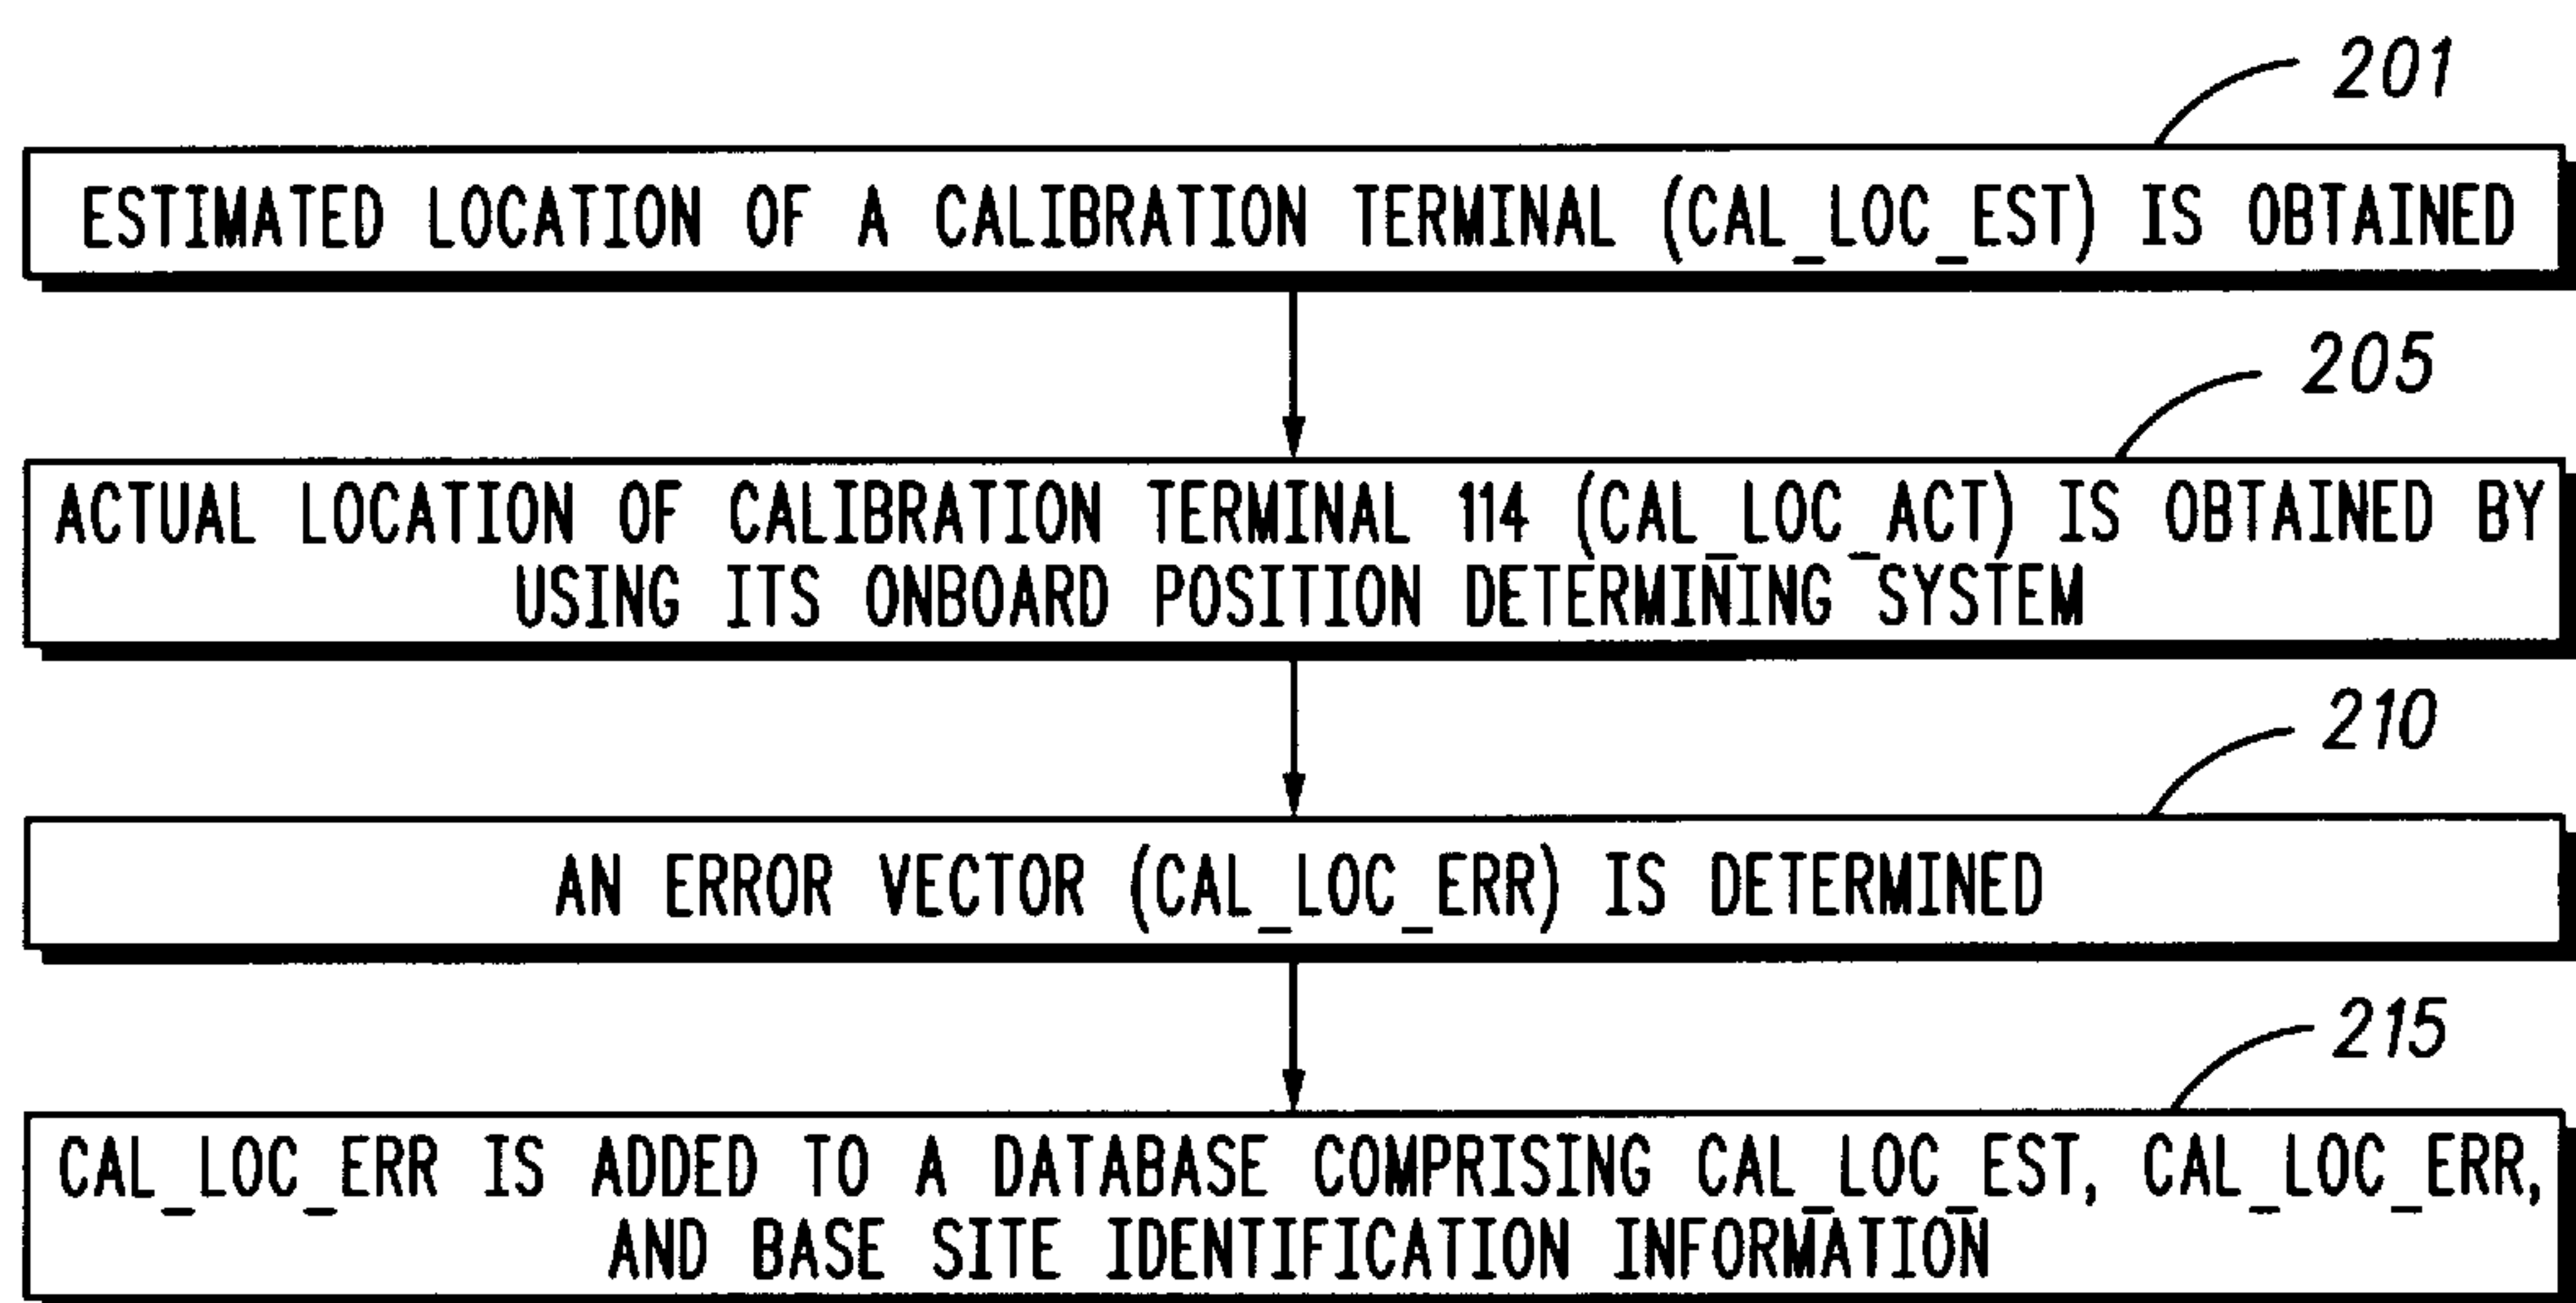 201
ESTIMATED LOCATION OF A CALIBRATION TERMINAL (CAL_LOC_EST) IS OBTAINED
205
ACTUAL LOCATION OF CALIBRATION TERMINAL 114 (CAL_LOC_ACT) IS OBTAINED BY
USING ITS ONBOARD POSITION DETERMINING SYSTEM
210
AN ERROR VECTOR (CAL_LOC_ERR) IS DETERMINED
215
CAL_LOC_ERR IS ADDED TO A DATABASE COMPRISING CAL_LOC_EST, CAL_LOC_ERR,
AND BASE SITE IDENTIFICATION INFORMATION